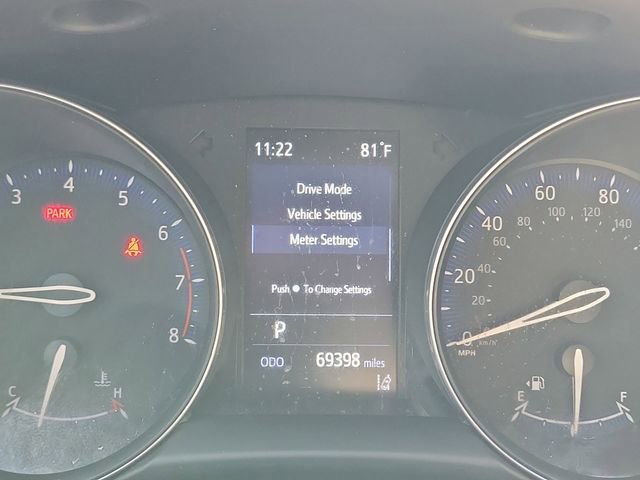 11:22 81°F
Drive Mode
Vehicle Settings
Meter Settings
Push ● To Change Settings
P
ODO 69398 miles
3 4 5 6 7 8
PARK
C H
0 20 40 60 80
20 40 60 80 100 120 140
MPH
km/h
E F